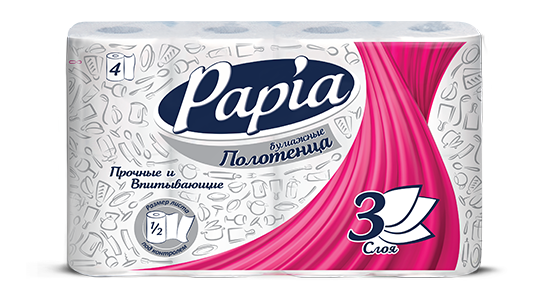 4
Papia
бумажные
Полотенца
Прочные и
Впитывающие
Размер листа
1/2
под контролем
3
Слоя